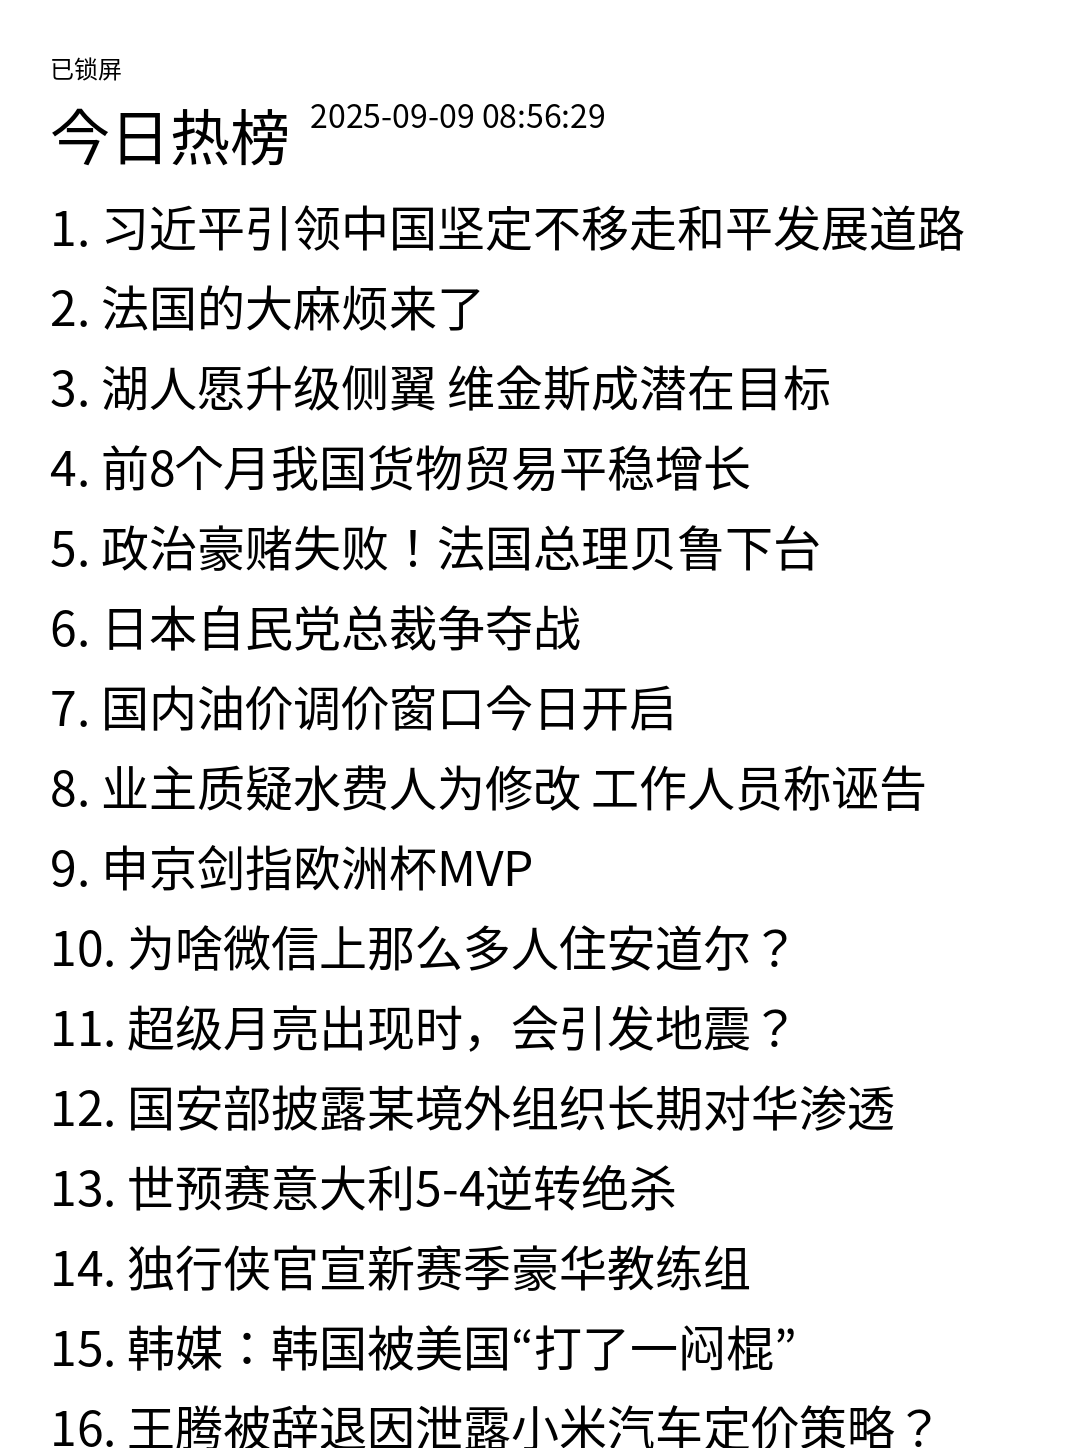 已锁屏
今日热榜 2025-09-09 08:56:29
1. 习近平引领中国坚定不移走和平发展道路
2. 法国的大麻烦来了
3. 湖人愿升级侧翼 维金斯成潜在目标
4. 前8个月我国货物贸易平稳增长
5. 政治豪赌失败！法国总理贝鲁下台
6. 日本自民党总裁争夺战
7. 国内油价调价窗口今日开启
8. 业主质疑水费人为修改 工作人员称诬告
9. 申京剑指欧洲杯MVP
10. 为啥微信上那么多人住安道尔？
11. 超级月亮出现时，会引发地震？
12. 国安部披露某境外组织长期对华渗透
13. 世预赛意大利5-4逆转绝杀
14. 独行侠官宣新赛季豪华教练组
15. 韩媒：韩国被美国“打了一闷棍”
16. 王腾被辞退因泄露小米汽车定价策略？